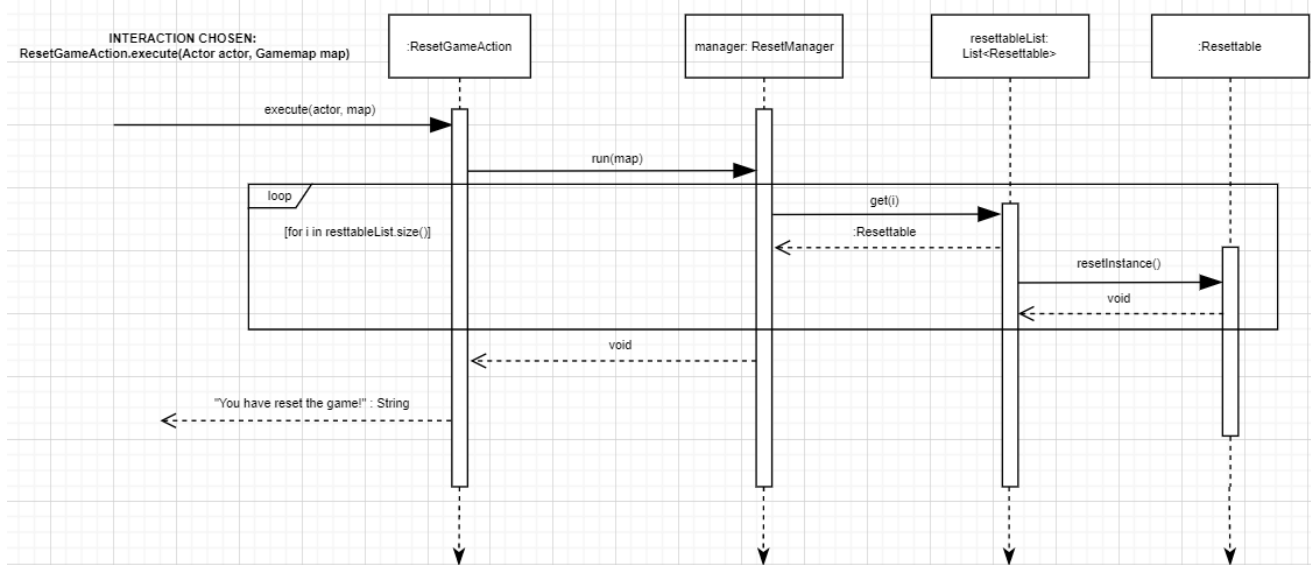 INTERACTION CHOSEN:
ResetGameAction.execute(Actor actor, Gamemap map)
:ResetGameAction
manager: ResetManager
resettableList:
List<Resettable>
:Resettable
execute(actor, map)
run(map)
loop
get(i)
[for i in resttableList.size()]
:Resettable
resetInstance()
void
void
"You have reset the game!" : String